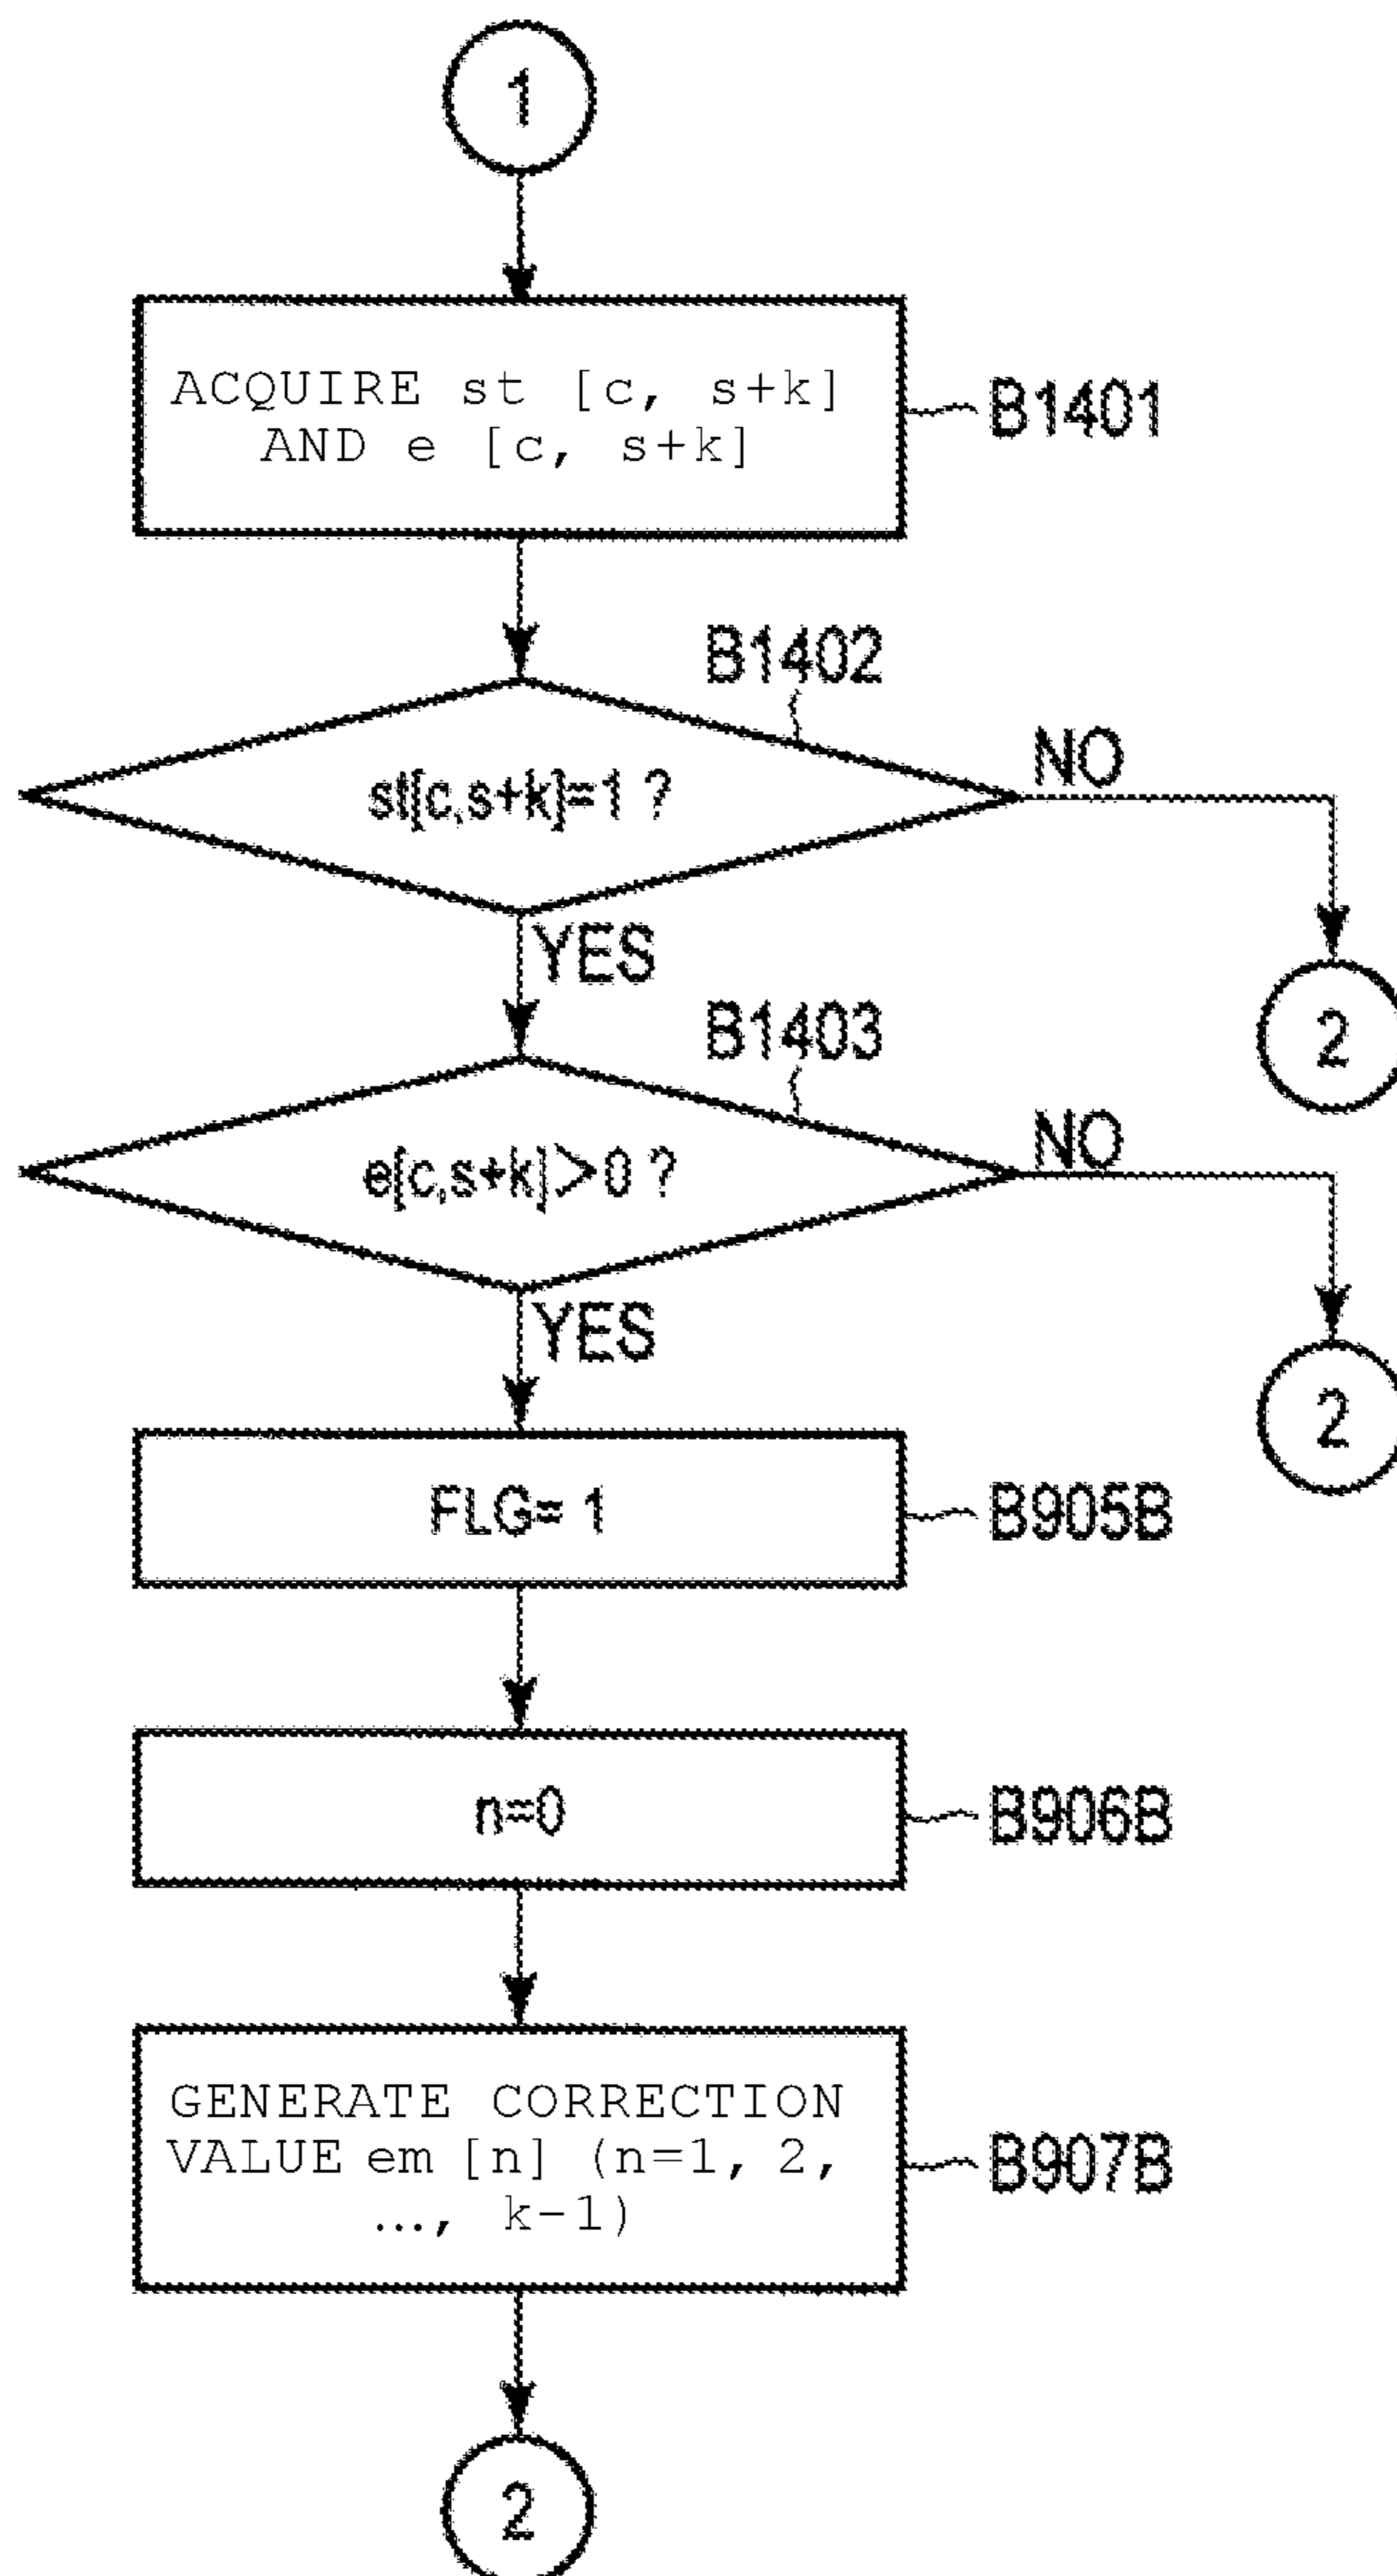 1
ACQUIRE st [c, s+k]
AND e [c, s+k]
B1401
B1402
st[c,s+k]=1 ?
NO
YES
2
B1403
e[c,s+k]>0 ?
NO
YES
2
FLG= 1
B905B
n=0
B906B
GENERATE CORRECTION
VALUE em [n] (n=1, 2,
..., k-1)
B907B
2